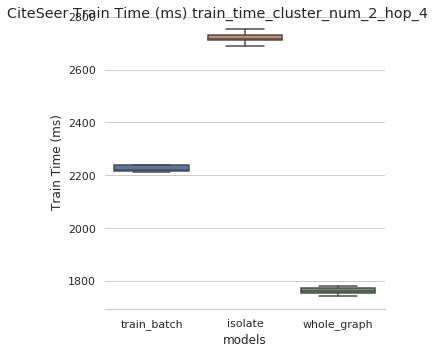 CiteSeer Train Time (ms) train_time_cluster_num_2_hop_4
2800
2600
2400
2200
2000
1800
Train Time (ms)
train_batch
isolate
whole_graph
models